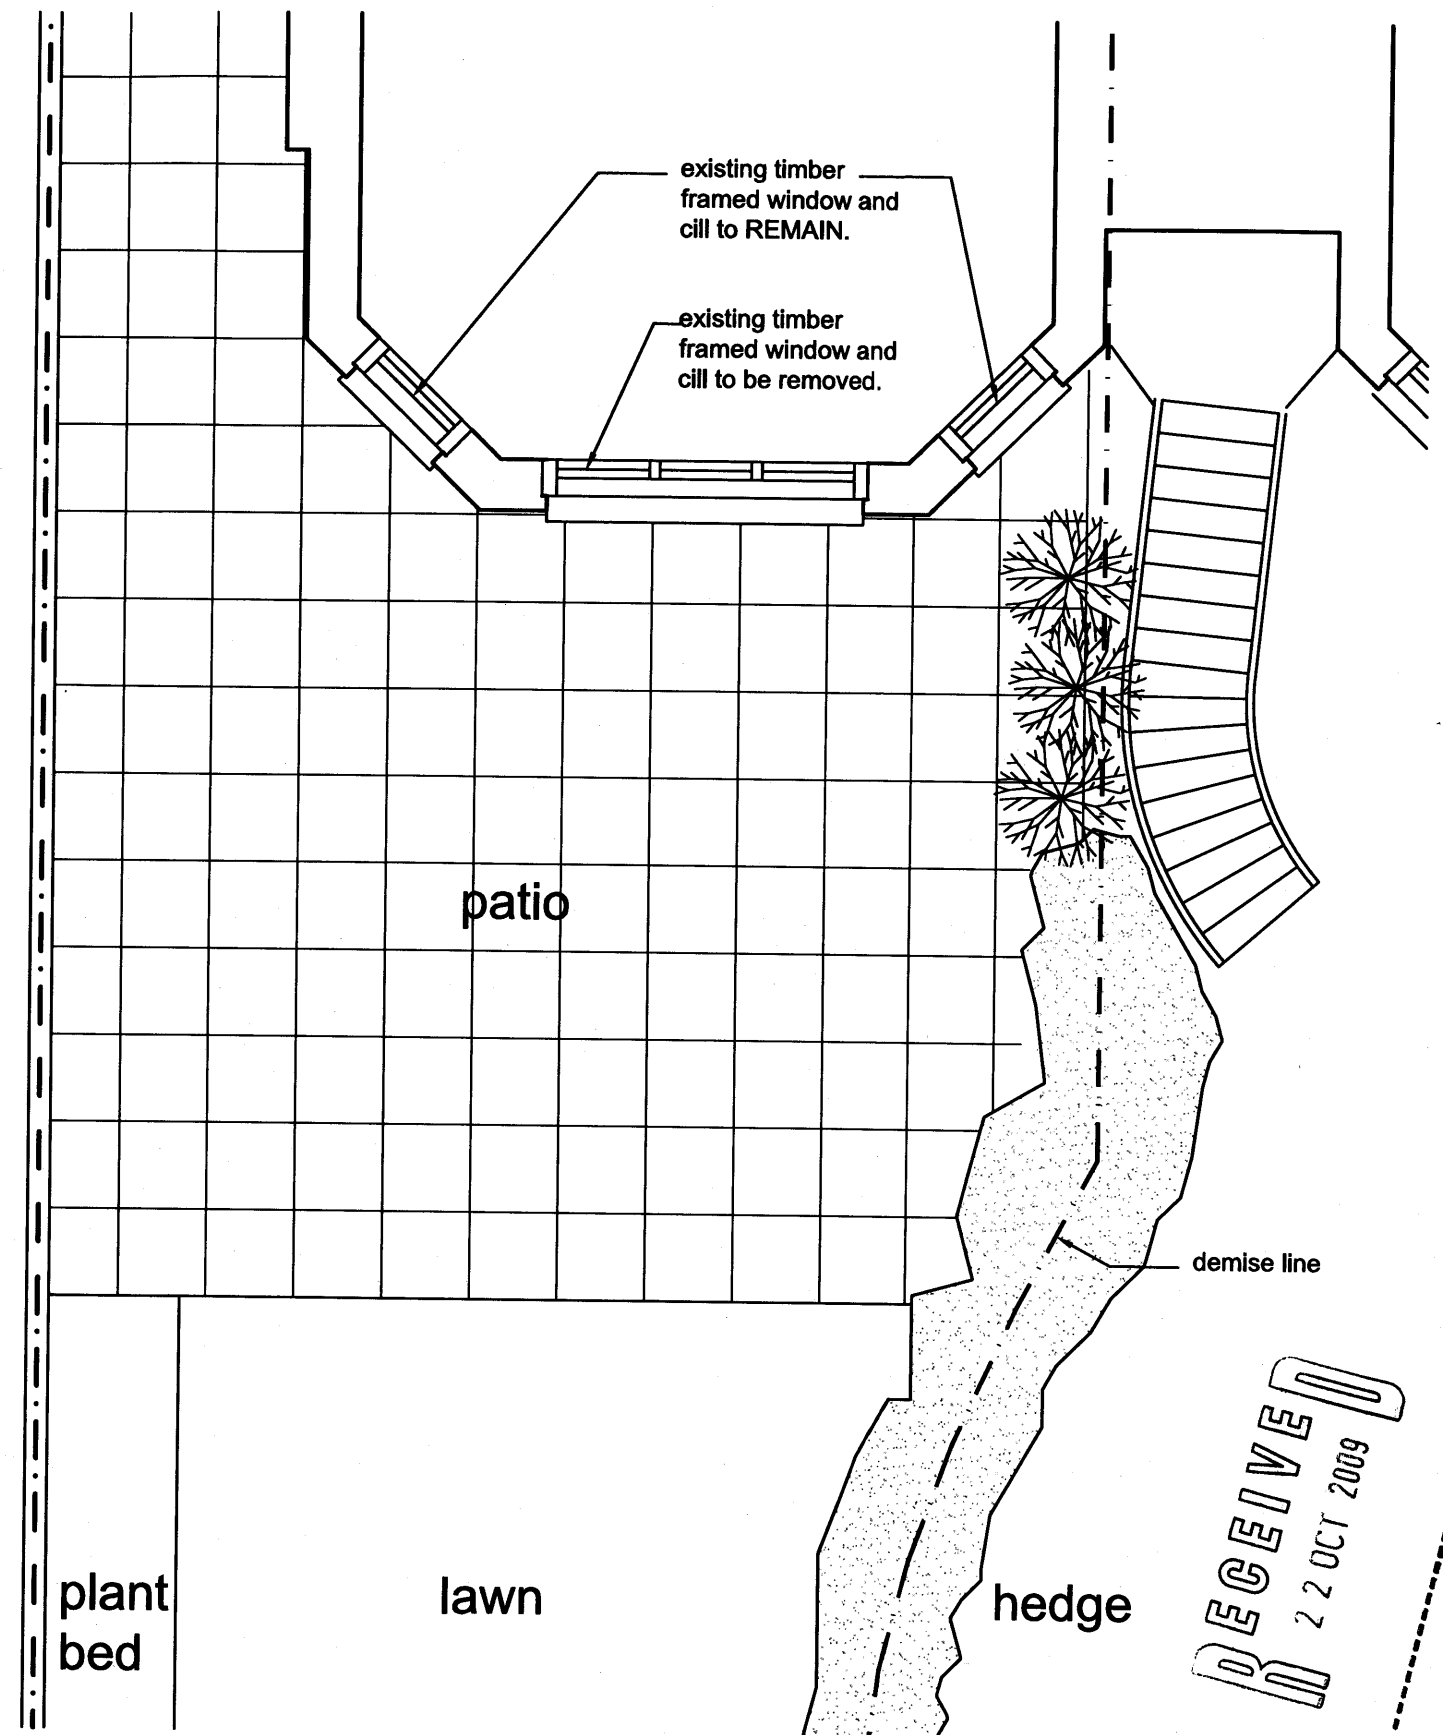 existing timber
framed window and
cill to REMAIN.
existing timber
framed window and
cill to be removed.
patio
demise line
plant
bed
lawn
hedge
RECEIVED
22 OCT 2009